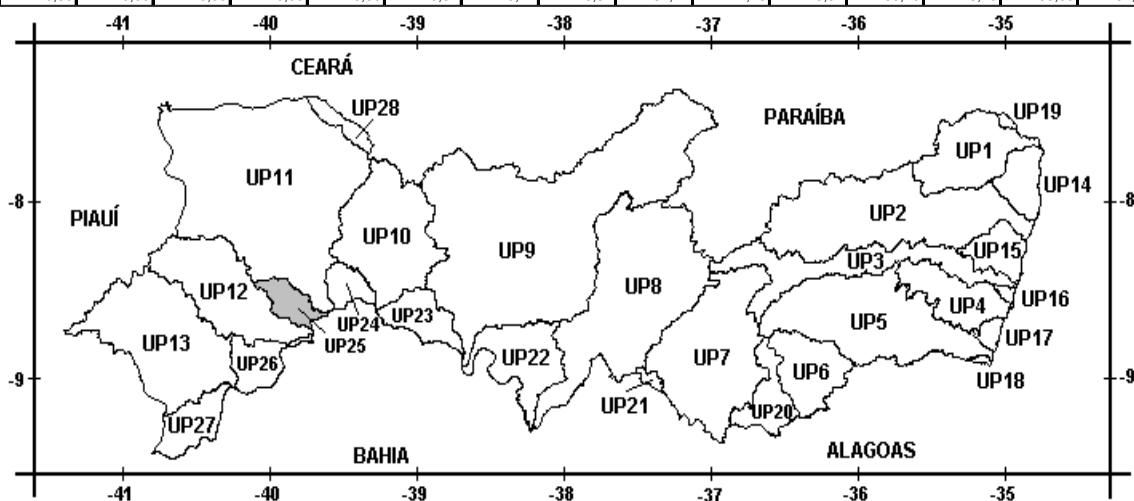 -41 -40 -39 -38 -37 -36 -35
CEARÁ
UP28
PARAÍBA
UP19
UP1
UP11
UP14
-8 -8
PIAUÍ
UP2
UP10
UP9
UP15
UP3
UP12
UP8
UP16
UP4
UP24
UP23
UP5
UP25
UP17
UP13
UP22
UP7
UP26
UP6
UP18
-9 -9
UP21
UP20
UP27
BAHIA
ALAGOAS
-41 -40 -39 -38 -37 -36 -35